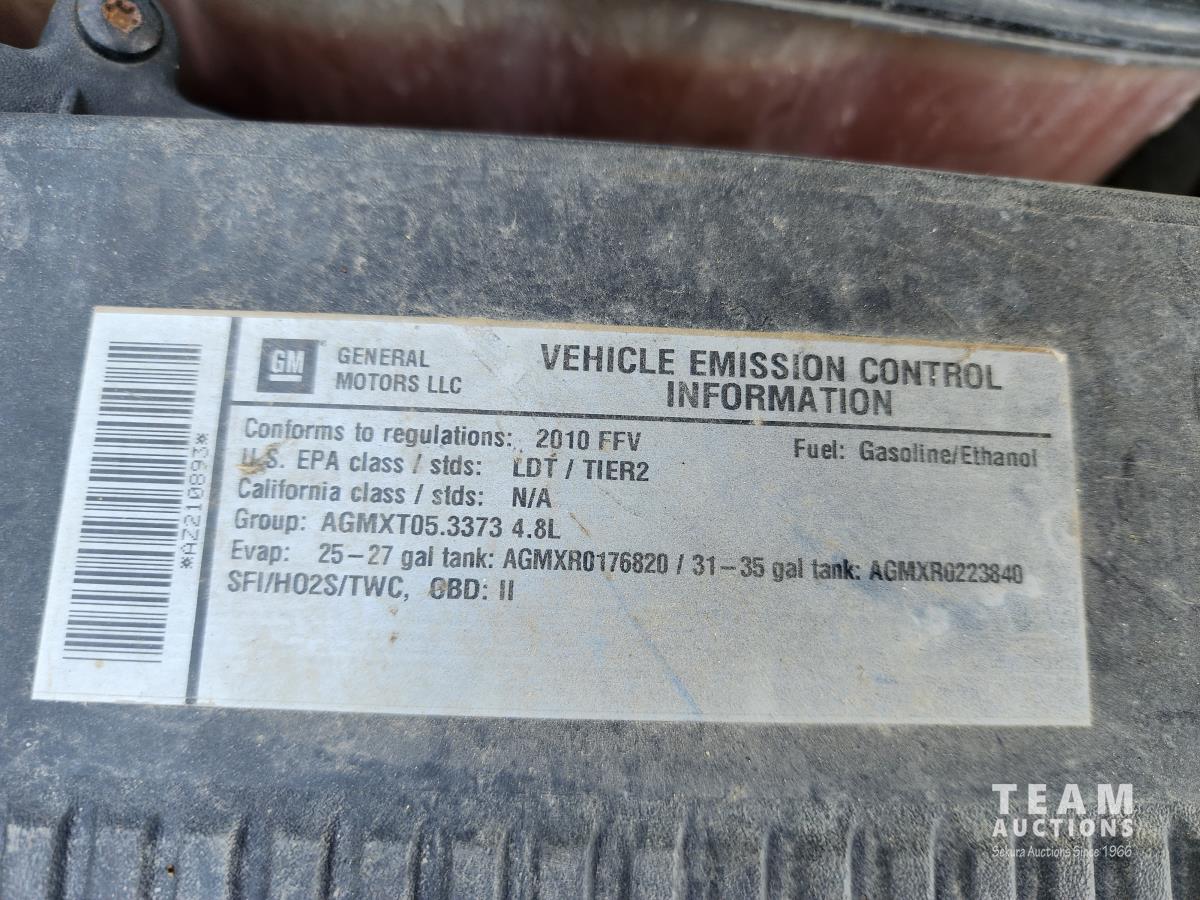 *AZ210893*
GM
GENERAL
MOTORS LLC
VEHICLE EMISSION CONTROL
INFORMATION
Conforms to regulations: 2010 FFV
Fuel: Gasoline/Ethanol
U.S. EPA class / stds: LDT / TIER2
California class / stds: N/A
Group: AGMXT05.3373 4.8L
Evap: 25-27 gal tank: AGMXR0176820 / 31-35 gal tank: AGMXR0223840
SFI/HO2S/TWC, OBD: II
TEAM
AUCTIONS
Sekura Auctions Since 1966